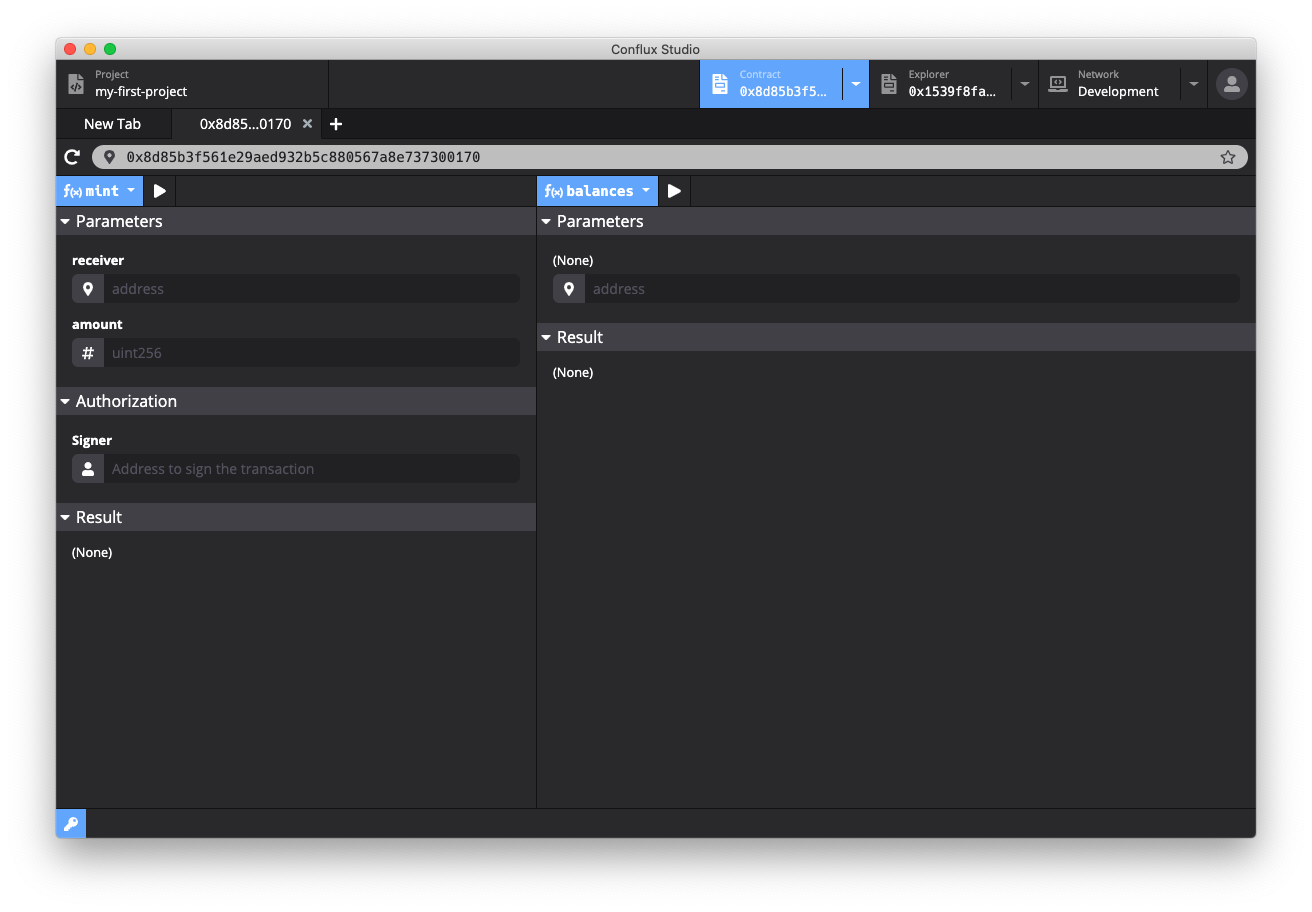 Conflux Studio
Project
my-first-project
Contract
0x8d85b3f5...
Explorer
0x1539f8fa...
Network
Development
New Tab
0x8d85...0170
0x8d85b3f561e29aed932b5c880567a8e737300170
f(x) mint
f(x) balances
Parameters
receiver
address
amount
# uint256
Authorization
Signer
Address to sign the transaction
Result
(None)
Parameters
(None)
address
Result
(None)